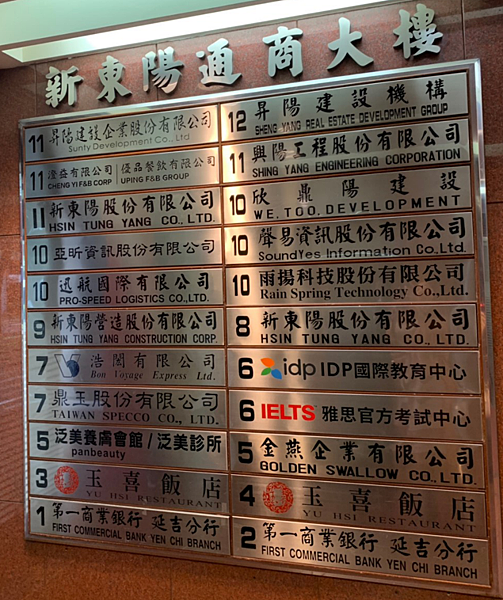 新東陽通商大樓
11 昇陽建設企業股份有限公司
Sunty Development Co., Ltd
12 昇陽建設機構
SHENG YANG REAL ESTATE DEVELOPMENT GROUP
11 澄益有限公司 優品餐飲有限公司
CHENG YI F&B CORP UPING F&B GROUP
11 興陽工程股份有限公司
SHING YANG ENGINEERING CORPORATION
11 新東陽股份有限公司
HSIN TUNG YANG CO., LTD.
10 欣鼎陽建設
WE, TOO, DEVELOPMENT
10 亞昕資訊股份有限公司
10 聲易資訊股份有限公司
SoundYes Information Co.,Ltd.
10 迅航國際有限公司
PRO-SPEED LOGISTICS CO.,LTD.
10 雨揚科技股份有限公司
Rain Spring Technology Co.,Ltd.
9 新東陽營造股份有限公司
HSIN TUNG YANG CONSTRUCTION CORP.
8 新東陽股份有限公司
HSIN TUNG YANG CO., LTD.
7 浩閣有限公司
Bon Voyage Express Ltd.
6 idp IDP國際教育中心
7 鼎玉股份有限公司
TAIWAN SPECCO CO., LTD.
6 IELTS 雅思官方考試中心
5 泛美養膚會館/泛美診所
panbeauty
5 金燕企業有限公司
GOLDEN SWALLOW CO.,LTD.
3 玉喜飯店
YU HSI RESTAURANT
4 玉喜飯店
YU HSI RESTAURANT
1 第一商業銀行 延吉分行
FIRST COMMERCIAL BANK YEN CHI BRANCH
2 第一商業銀行 延吉分行
FIRST COMMERCIAL BANK YEN CHI BRANCH